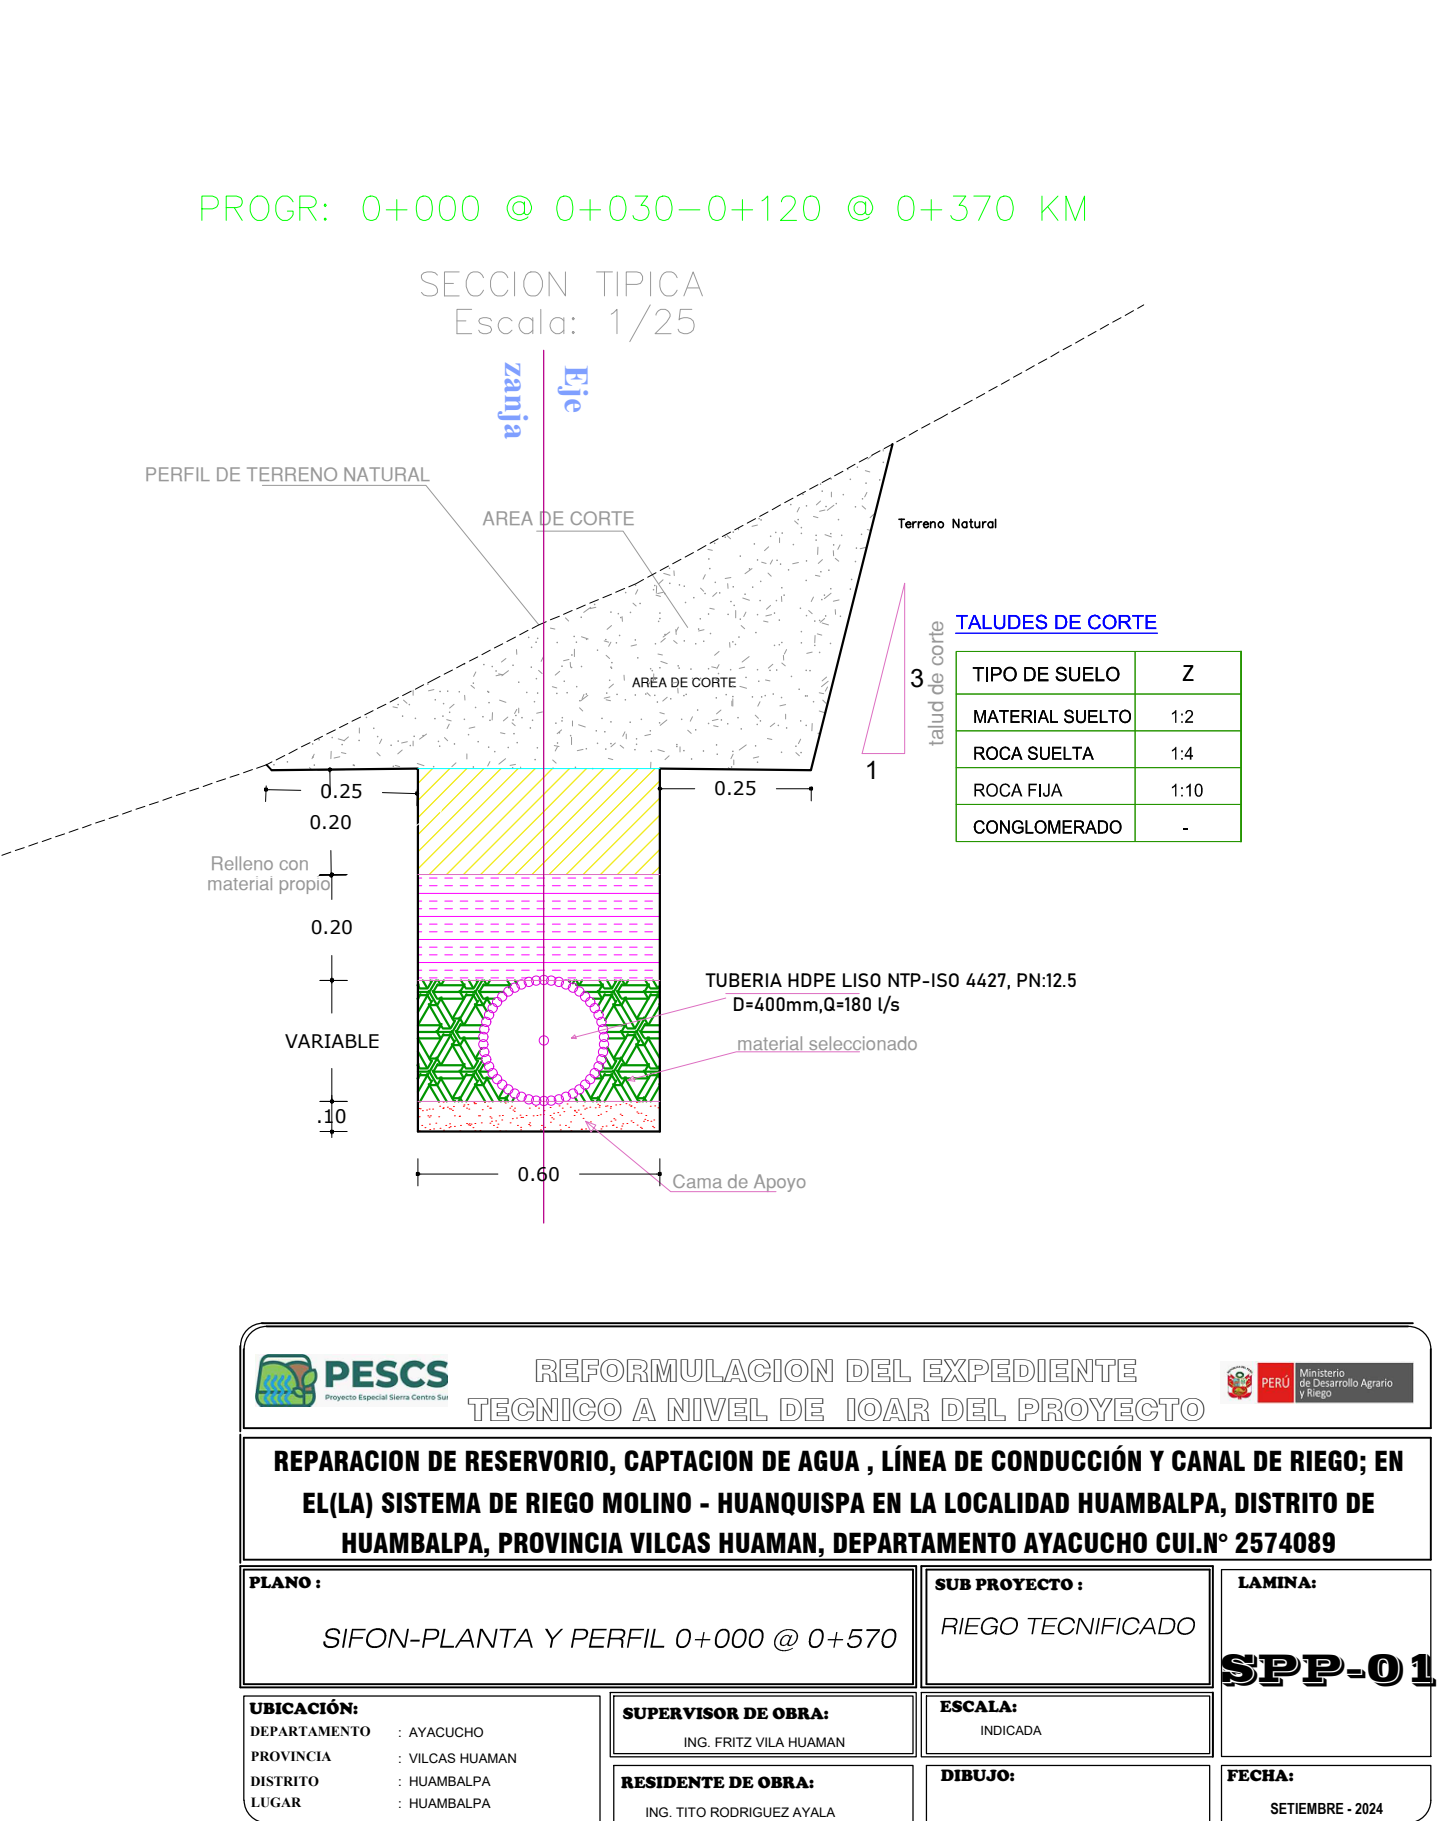 PROGR: 0+000 @ 0+030-0+120 @ 0+370 KM
SECCION TIPICA
Escala: 1/25
Eje
zanja
PERFIL DE TERRENO NATURAL
AREA DE CORTE
Terreno Natural
AREA DE CORTE
3
1
talud de corte
TALUDES DE CORTE
TIPO DE SUELO Z
MATERIAL SUELTO 1:2
ROCA SUELTA 1:4
ROCA FIJA 1:10
CONGLOMERADO -
0.25
0.25
0.20
Relleno con
material propio
0.20
TUBERIA HDPE LISO NTP-ISO 4427, PN:12.5
D=400mm,Q=180 l/s
VARIABLE
material seleccionado
.10
0.60
Cama de Apoyo
PESCS
Proyecto Especial Sierra Centro Sur
REFORMULACION DEL EXPEDIENTE
TECNICO A NIVEL DE IOAR DEL PROYECTO
PERÚ
Ministerio
de Desarrollo Agrario
y Riego
REPARACION DE RESERVORIO, CAPTACION DE AGUA , LÍNEA DE CONDUCCIÓN Y CANAL DE RIEGO; EN
EL(LA) SISTEMA DE RIEGO MOLINO - HUANQUISPA EN LA LOCALIDAD HUAMBALPA, DISTRITO DE
HUAMBALPA, PROVINCIA VILCAS HUAMAN, DEPARTAMENTO AYACUCHO CUI.N° 2574089
PLANO :
SIFON-PLANTA Y PERFIL 0+000 @ 0+570
SUB PROYECTO :
RIEGO TECNIFICADO
LAMINA:
SPP-01
UBICACIÓN:
DEPARTAMENTO : AYACUCHO
PROVINCIA : VILCAS HUAMAN
DISTRITO : HUAMBALPA
LUGAR : HUAMBALPA
SUPERVISOR DE OBRA:
ING. FRITZ VILA HUAMAN
RESIDENTE DE OBRA:
ING. TITO RODRIGUEZ AYALA
ESCALA:
INDICADA
DIBUJO:
FECHA:
SETIEMBRE - 2024